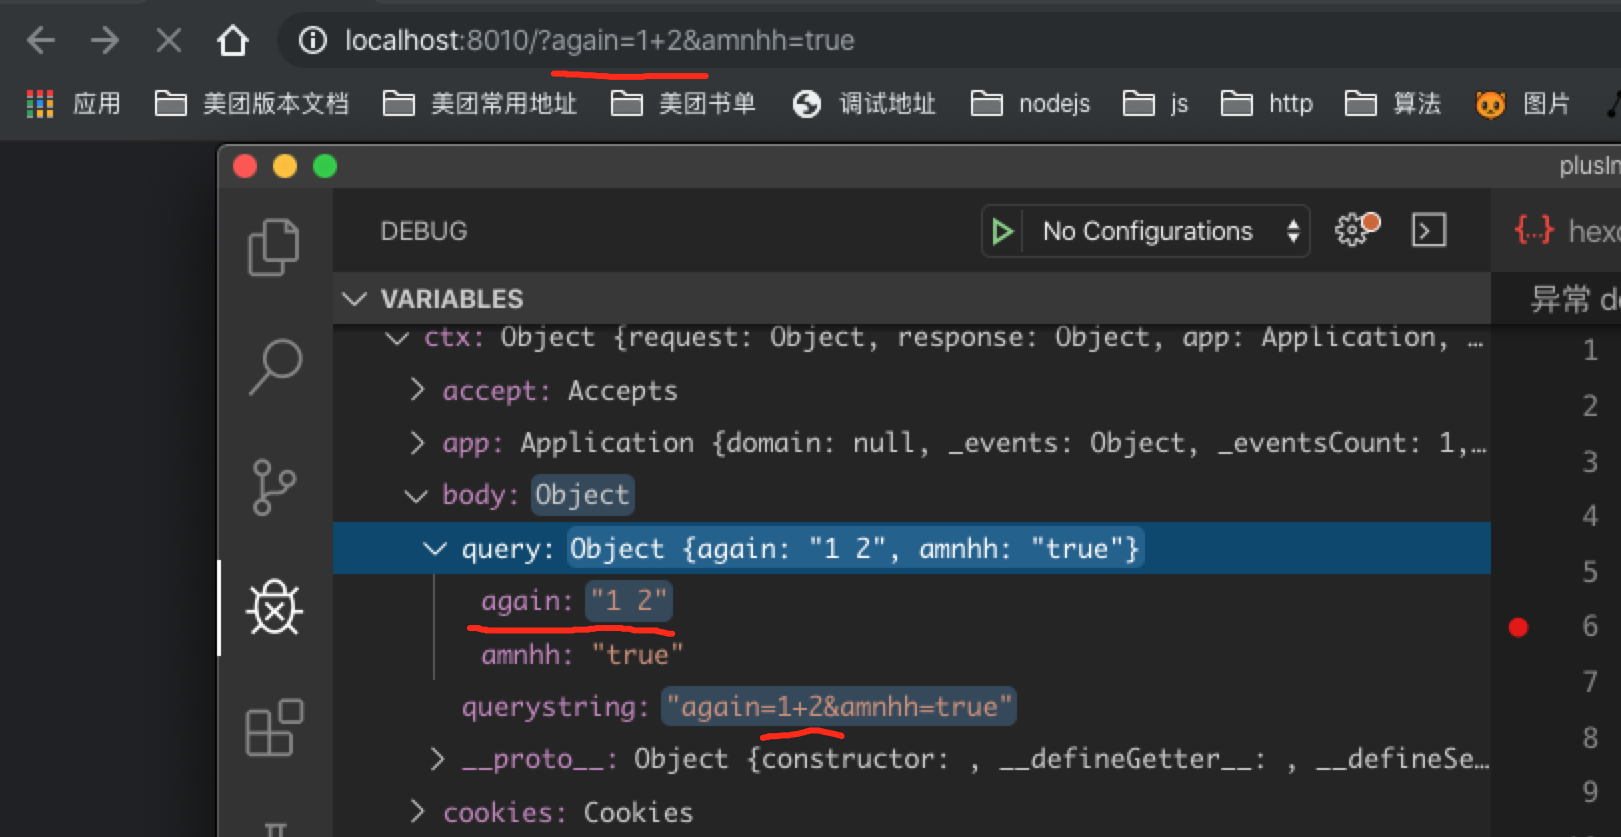 localhost:8010/?again=1+2&amnhh=true
应用 美团版本文档 美团常用地址 美团书单 调试地址 nodejs js http 算法 图片
DEBUG No Configurations {...}
VARIABLES
异常
ctx: Object {request: Object, response: Object, app: Application, …
1
accept: Accepts
2
app: Application {domain: null, _events: Object, _eventsCount: 1,…
3
body: Object
4
query: Object {again: "1 2", amnhh: "true"}
5
again: "1 2"
6
amnhh: "true"
7
querystring: "again=1+2&amnhh=true"
8
__proto__: Object {constructor: , __defineGetter__: , __defineSe…
9
cookies: Cookies